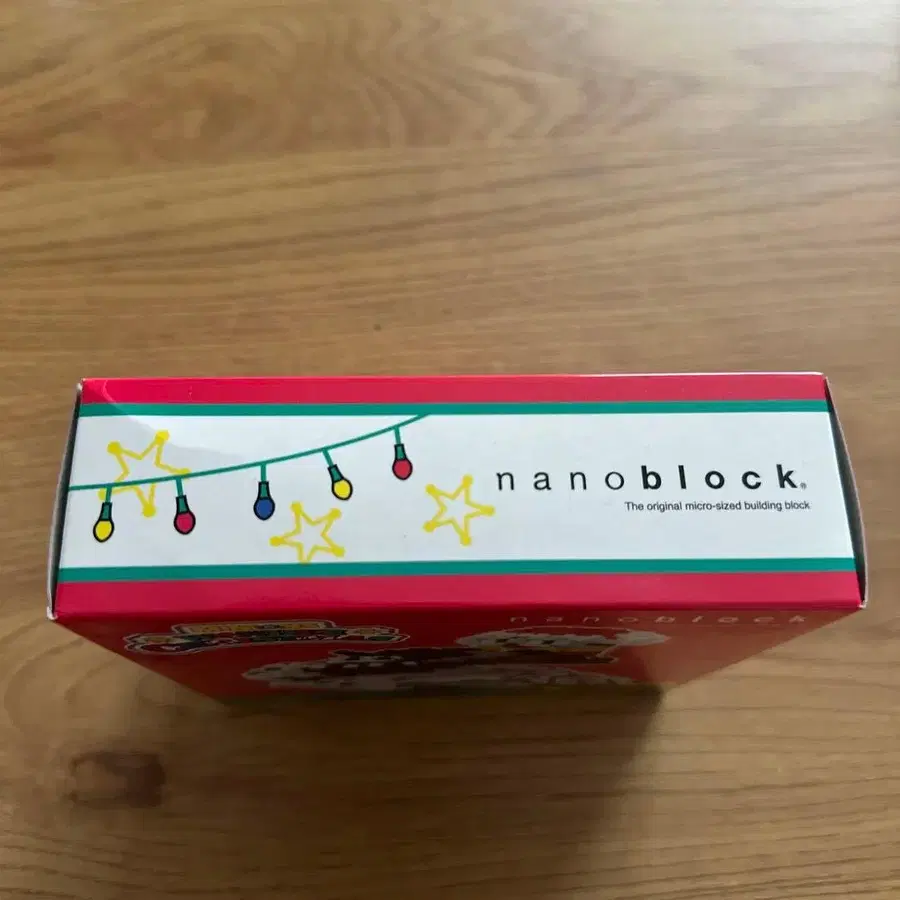 nanoblock®
The original micro-sized building block
nanoblock